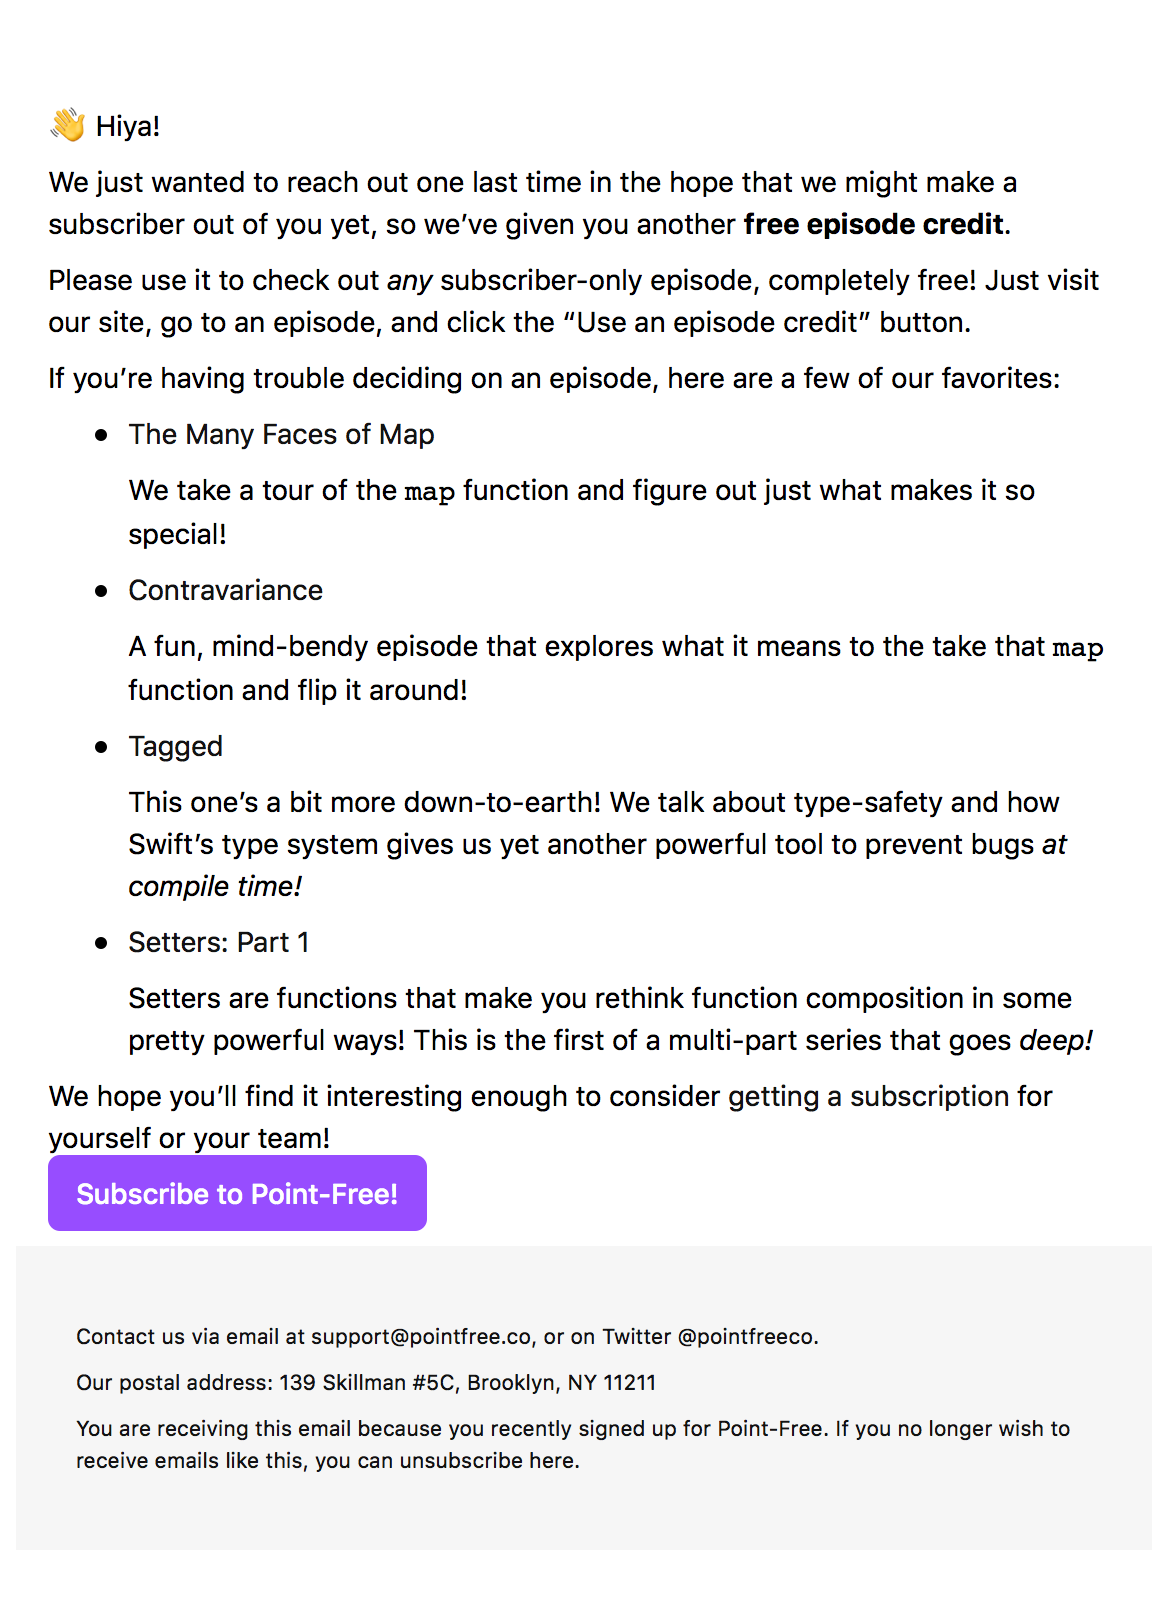 👋 Hiya!
We just wanted to reach out one last time in the hope that we might make a
subscriber out of you yet, so we’ve given you another free episode credit.
Please use it to check out any subscriber-only episode, completely free! Just visit
our site, go to an episode, and click the “Use an episode credit” button.
If you’re having trouble deciding on an episode, here are a few of our favorites:
• The Many Faces of Map
We take a tour of the map function and figure out just what makes it so
special!
• Contravariance
A fun, mind-bendy episode that explores what it means to the take that map
function and flip it around!
• Tagged
This one’s a bit more down-to-earth! We talk about type-safety and how
Swift’s type system gives us yet another powerful tool to prevent bugs at
compile time!
• Setters: Part 1
Setters are functions that make you rethink function composition in some
pretty powerful ways! This is the first of a multi-part series that goes deep!
We hope you’ll find it interesting enough to consider getting a subscription for
yourself or your team!
Subscribe to Point-Free!
Contact us via email at support@pointfree.co, or on Twitter @pointfreeco.
Our postal address: 139 Skillman #5C, Brooklyn, NY 11211
You are receiving this email because you recently signed up for Point-Free. If you no longer wish to
receive emails like this, you can unsubscribe here.